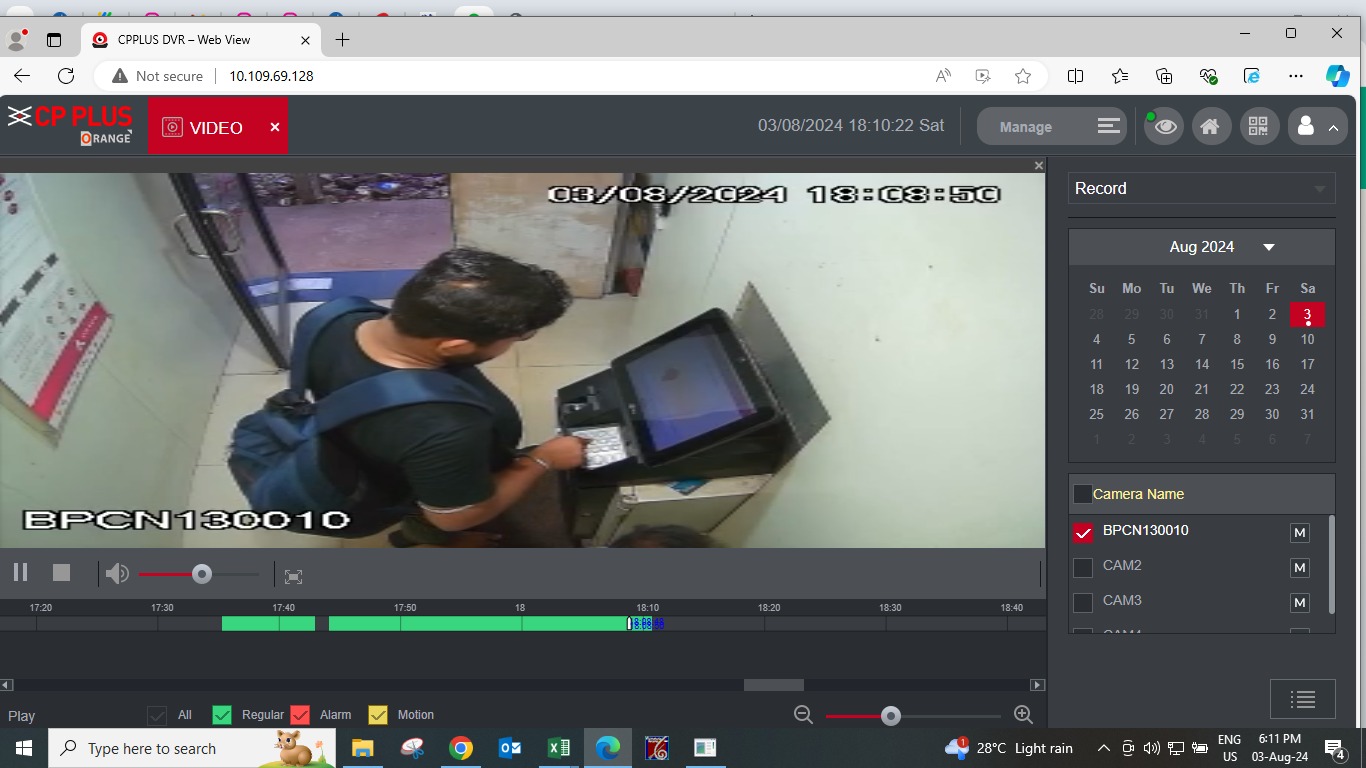 CPPLUS DVR – Web View
Not secure
10.109.69.128
CP PLUS
ORANGE
VIDEO
03/08/2024 18:10:22 Sat
Manage
03/08/2024 18:08:50
BPCN130010
Record
Aug 2024
Su Mo Tu We Th Fr Sa
28 29 30 31 1 2 3
4 5 6 7 8 9 10
11 12 13 14 15 16 17
18 19 20 21 22 23 24
25 26 27 28 29 30 31
1 2 3 4 5 6 7
Camera Name
BPCN130010 M
CAM2 M
CAM3 M
17:20 17:30 17:40 17:50 18 18:10 18:20 18:30 18:40
Play
All
Regular
Alarm
Motion
Type here to search
1
28°C Light rain
ENG
US
6:11 PM
03-Aug-24
4